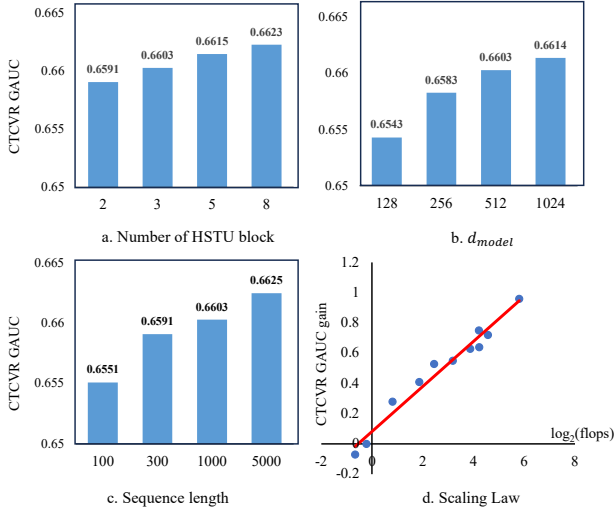 0.665
0.66
0.655
0.65
CTCVR GAUC
0.6591
0.6603
0.6615
0.6623
2 3 5 8
a. Number of HSTU block
0.665
0.66
0.655
0.65
0.6543
0.6583
0.6603
0.6614
128 256 512 1024
b. d_model
0.665
0.66
0.655
0.65
CTCVR GAUC
0.6551
0.6591
0.6603
0.6625
100 300 1000 5000
c. Sequence length
1.2
1
0.8
0.6
0.4
0.2
0
-0.2
CTCVR GAUC gain
log₂(flops)
-2 0 2 4 6 8
d. Scaling Law